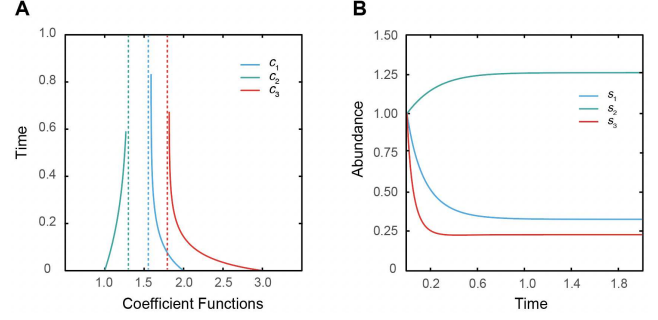 A
1.0
0.8
0.6
0.4
0.2
0
Time
c1
c2
c3
1.0 1.5 2.0 2.5 3.0
Coefficient Functions
B
1.50
1.25
1.00
0.75
0.50
0.25
0
Abundance
s1
s2
s3
0.2 0.6 1.0 1.4 1.8
Time